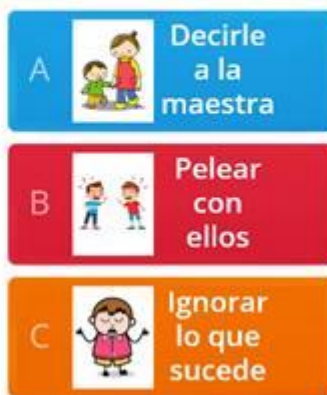 A
Decirle
a la
maestra
B
Pelear
con
ellos
C
Ignorar
lo que
sucede